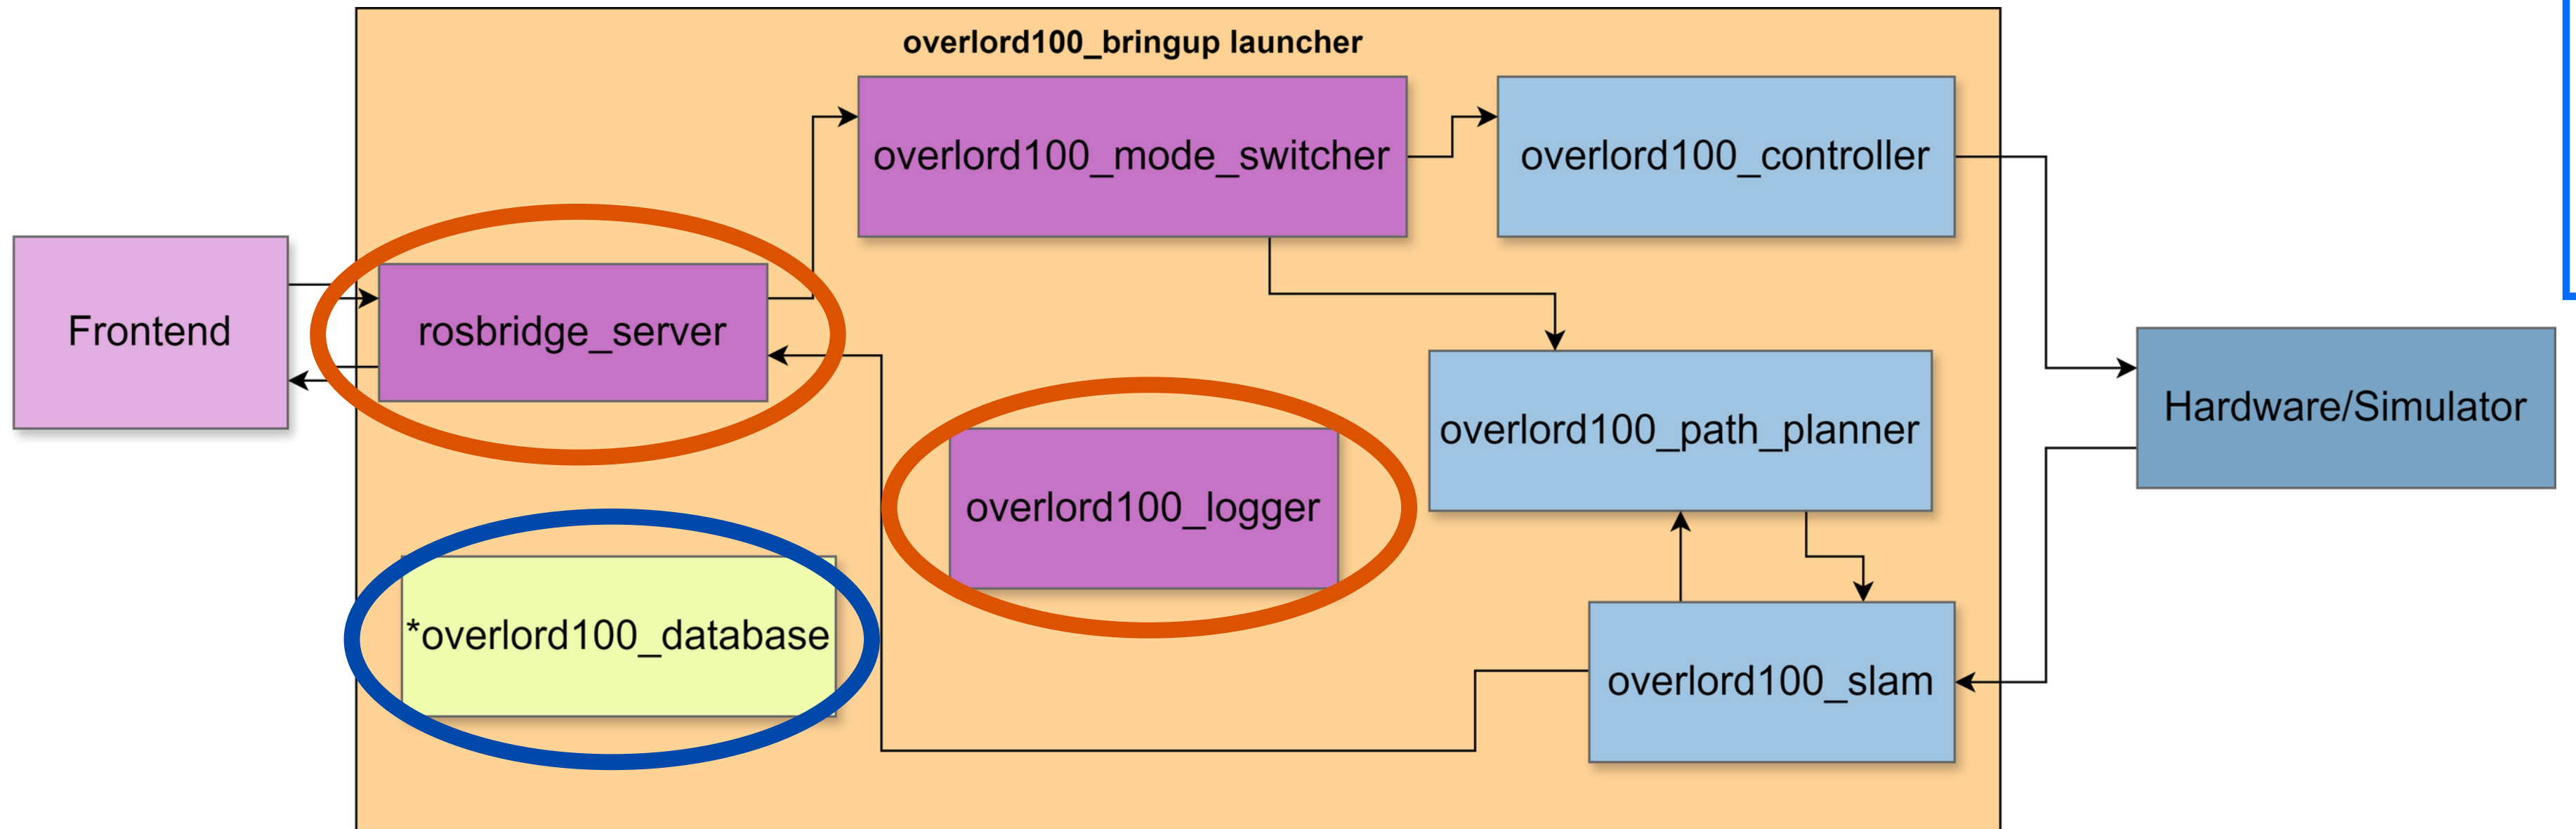 overlord100_bringup launcher
overlord100_mode_switcher
overlord100_controller
Frontend
rosbridge_server
Hardware/Simulator
overlord100_path_planner
overlord100_logger
*overlord100_database
overlord100_slam